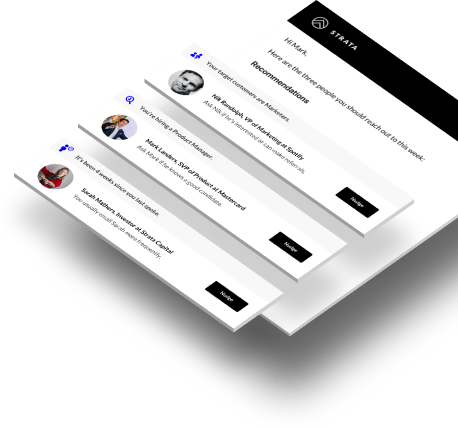 STRATA
Hi Mark,
Here are the three people you should reach out to this week:
Recommendations
Your target customers are Marketers.
Nik Randolph, VP of Marketing at Spotify
Ask Nik if he's interested or can make referrals.
Nudge
You're hiring a Product Manager.
Mark Landers, SVP of Product at Mastercard
Ask Mark if he knows a good candidate.
Nudge
It's been 4 weeks since you last spoke.
Sarah Mathers, Investor at Strata Capital
You usually email Sarah more frequently.
Nudge